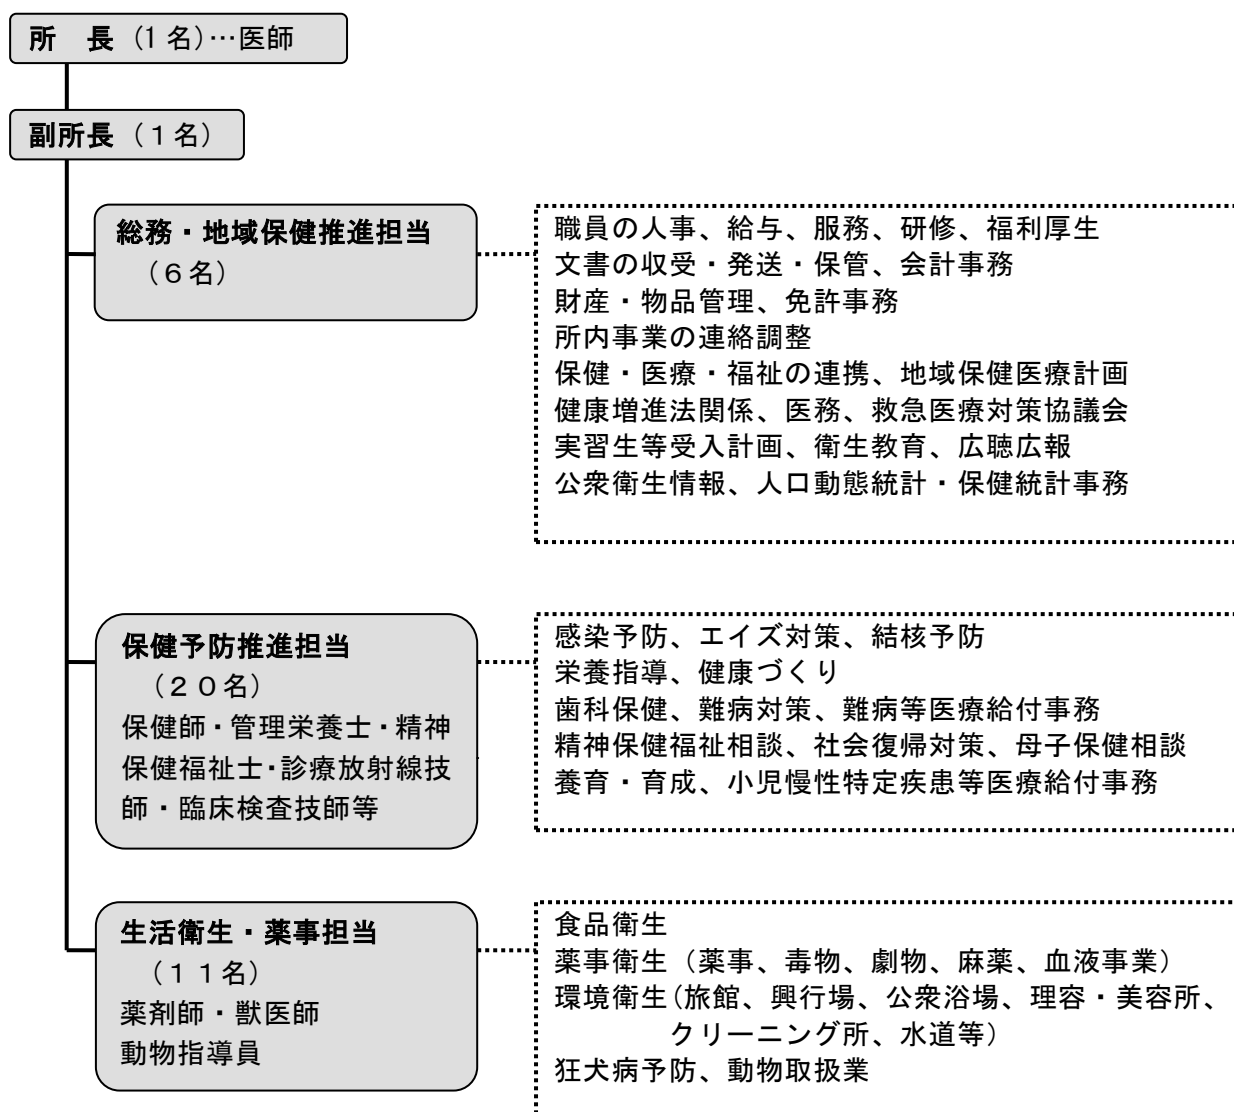 所　長（1名）…医師
副所長（１名）
総務・地域保健推進担当
（６名）
職員の人事、給与、服務、研修、福利厚生
文書の収受・発送・保管、会計事務
財産・物品管理、免許事務
所内事業の連絡調整
保健・医療・福祉の連携、地域保健医療計画
健康増進法関係、医務、救急医療対策協議会
実習生等受入計画、衛生教育、広聴広報
公衆衛生情報、人口動態統計・保健統計事務
保健予防推進担当
（２０名）
保健師・管理栄養士・精神
保健福祉士・診療放射線技
師・臨床検査技師等
感染予防、エイズ対策、結核予防
栄養指導、健康づくり
歯科保健、難病対策、難病等医療給付事務
精神保健福祉相談、社会復帰対策、母子保健相談
養育・育成、小児慢性特定疾患等医療給付事務
生活衛生・薬事担当
（１１名）
薬剤師・獣医師
動物指導員
食品衛生
薬事衛生（薬事、毒物、劇物、麻薬、血液事業）
環境衛生（旅館、興行場、公衆浴場、理容・美容所、
クリーニング所、水道等）
狂犬病予防、動物取扱業